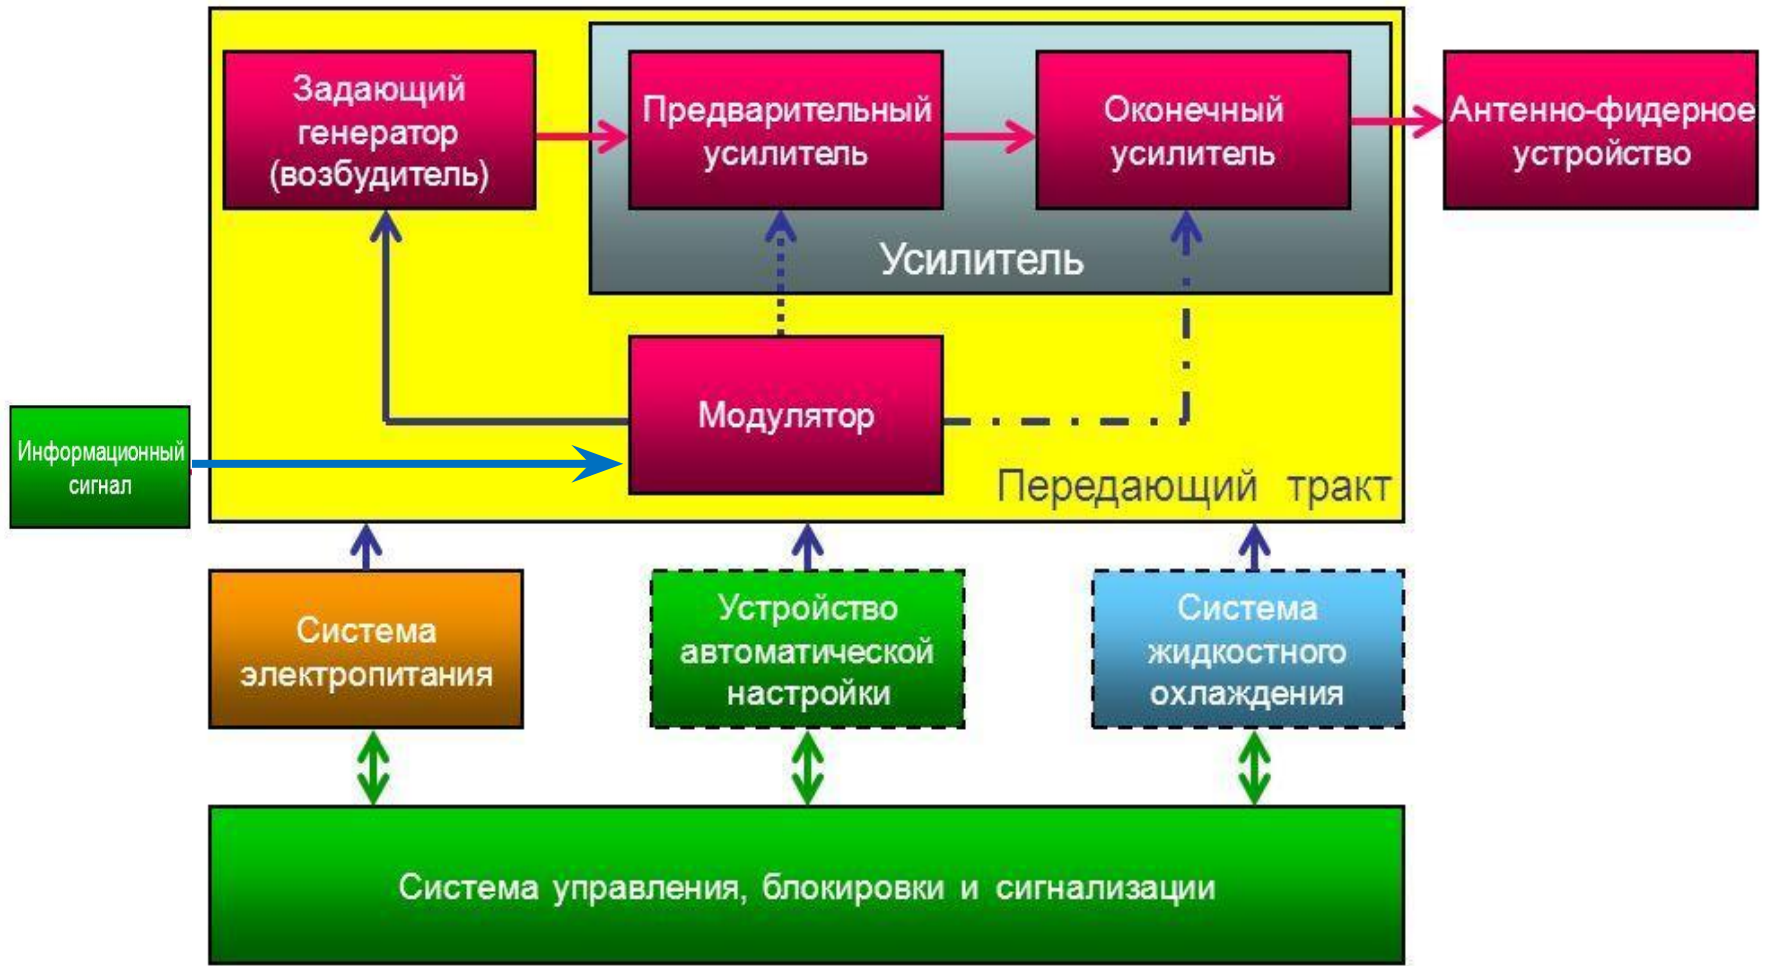 Задающий
генератор
(возбудитель)
Предварительный
усилитель
Оконечный
усилитель
Антенно-фидерное
устройство
Усилитель
Модулятор
Информационный
сигнал
Передающий тракт
Система
электропитания
Устройство
автоматической
настройки
Система
жидкостного
охлаждения
Система управления, блокировки и сигнализации